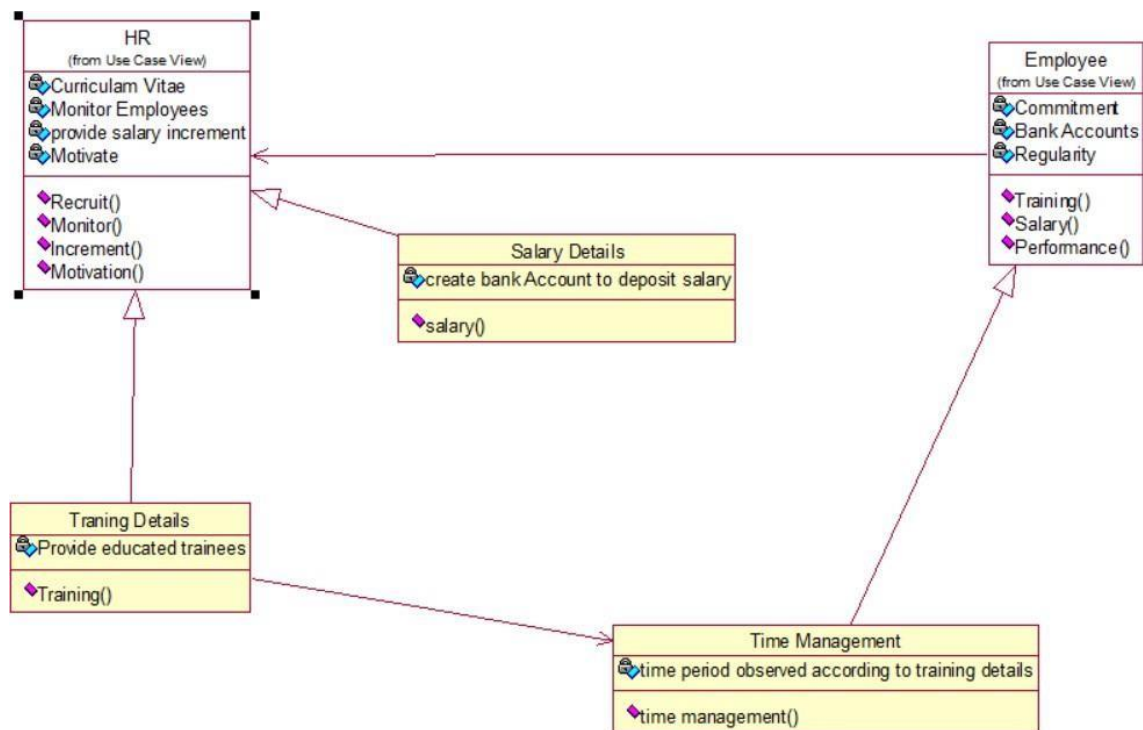 HR
(from Use Case View)
Curriculam Vitae
Monitor Employees
provide salary increment
Motivate
Recruit()
Monitor()
Increment()
Motivation()
Employee
(from Use Case View)
Commitment
Bank Accounts
Regularity
Training()
Salary()
Performance()
Salary Details
create bank Account to deposit salary
salary()
Traning Details
Provide educated trainees
Training()
Time Management
time period observed according to training details
time management()